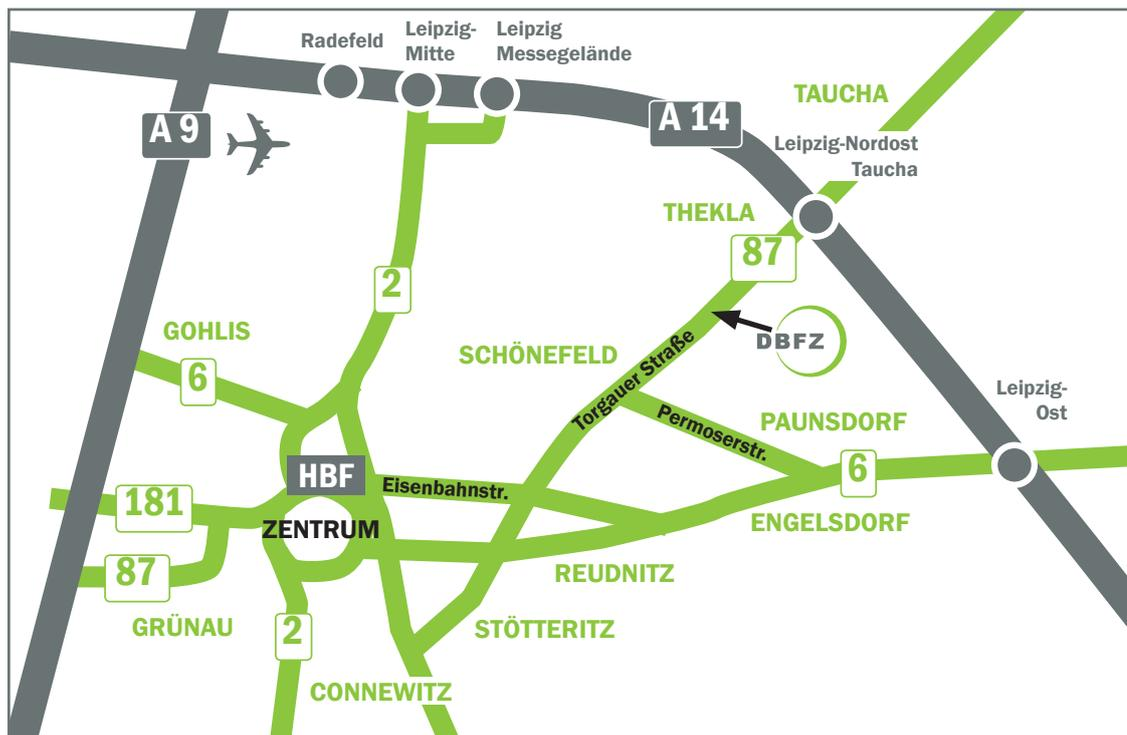 Radefeld
Leipzig-
Mitte
Leipzig
Messegelände
TAUCHA
A 9
A 14
Leipzig-Nordost
Taucha
THEKLA
87
2
GOHLIS
6
SCHÖNEFELD
Torgauer Straße
DBFZ
Leipzig-
Ost
Permoserstr.
PAUNSDORF
HBF
Eisenbahnstr.
6
181
ZENTRUM
ENGELSDORF
87
REUDNITZ
GRÜNAU
2
STÖTTERITZ
CONNEWITZ